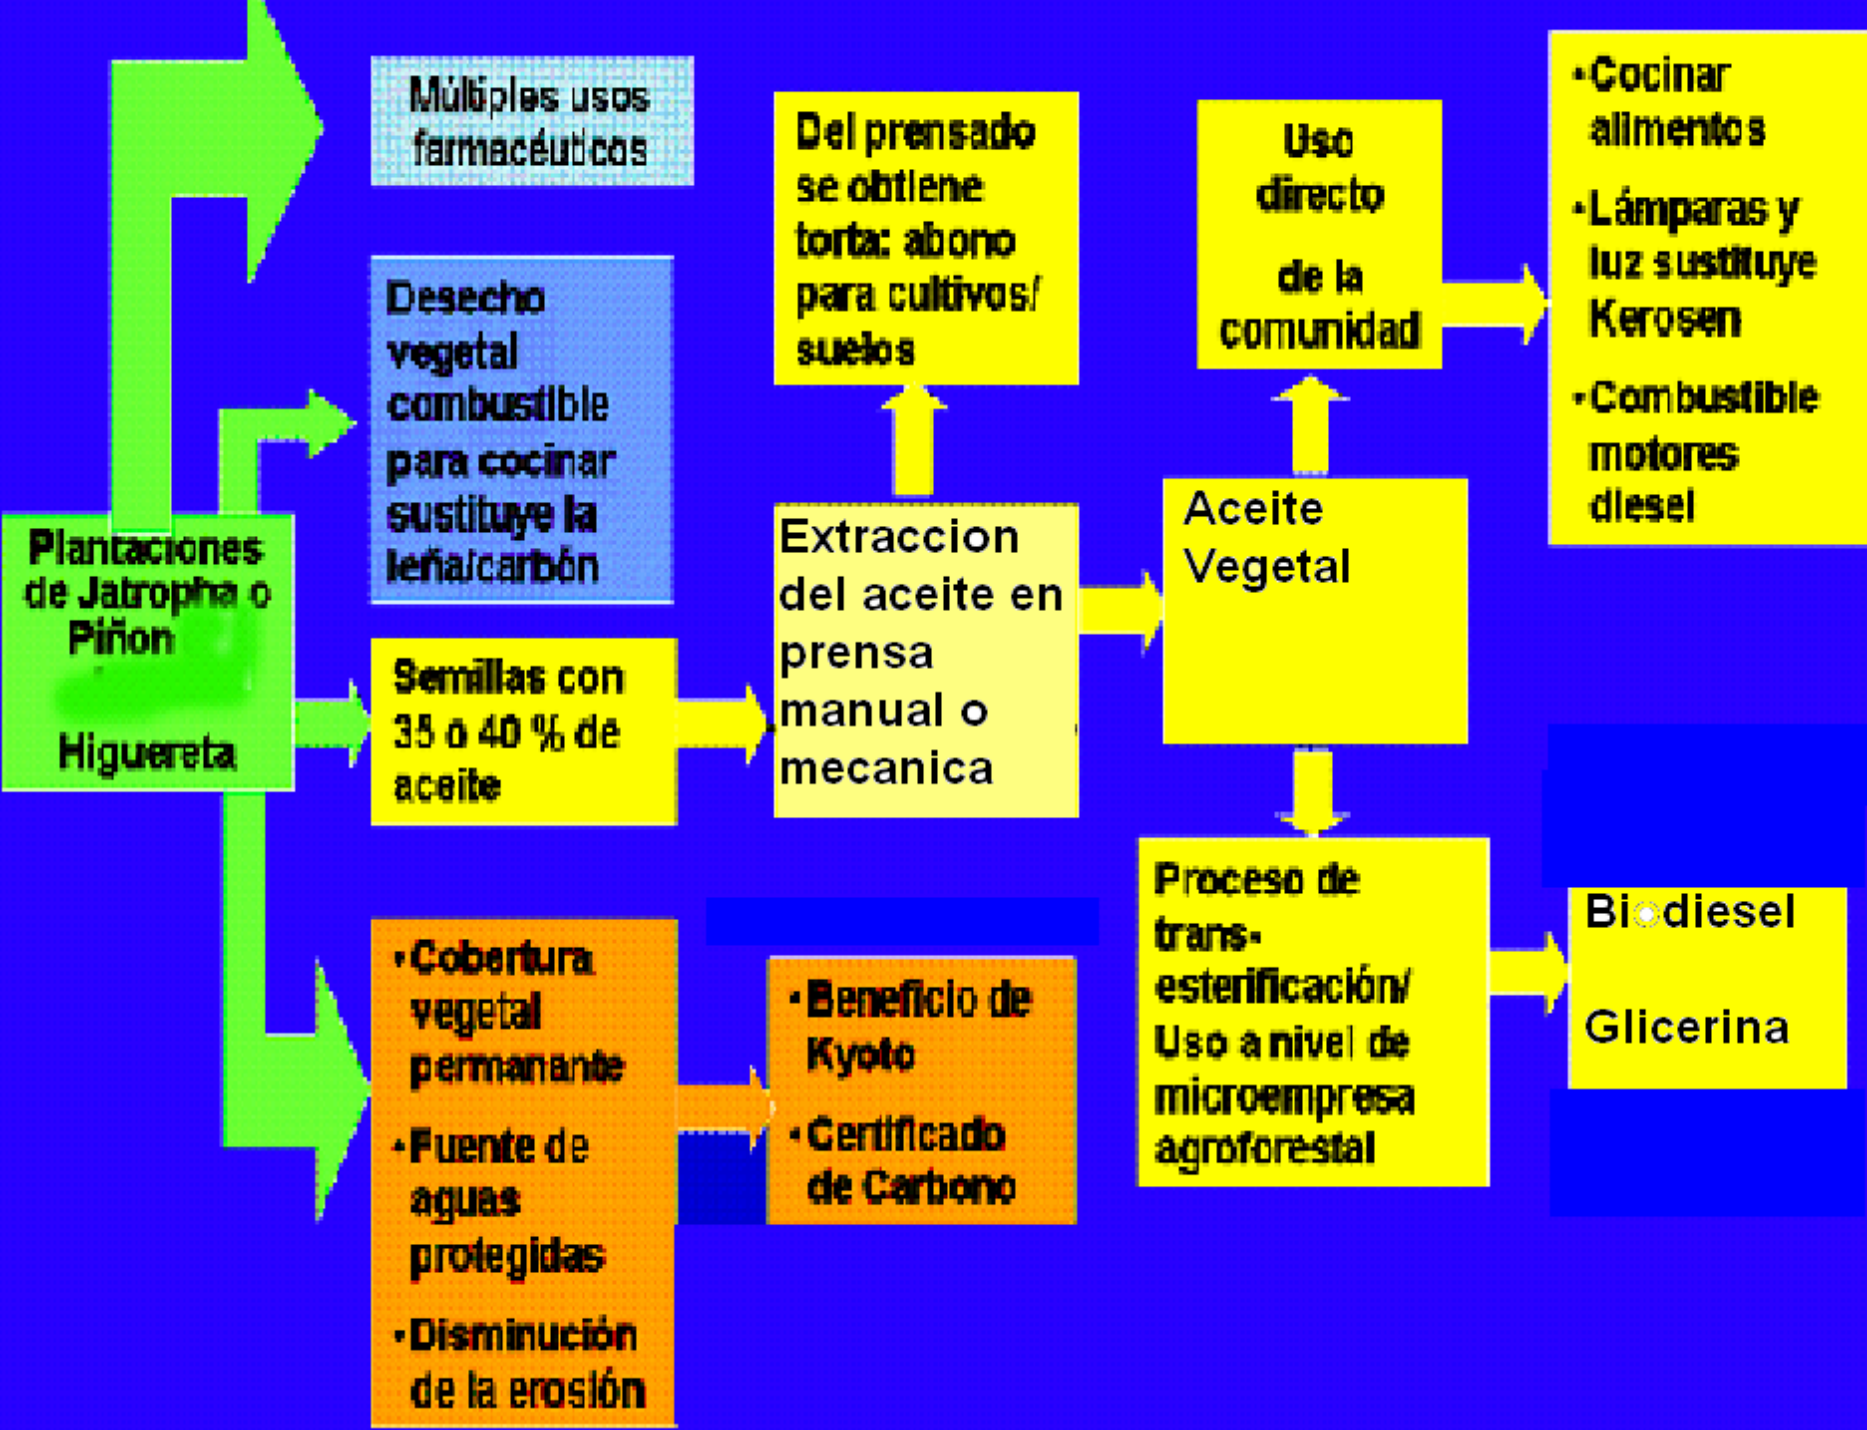 Múltiples usos
farmacéuticos
Desecho
vegetal
combustible
para cocinar
sustituye la
leña/carbón
Plantaciones
de Jatropha o
Piñon
Higuereta
Semillas con
35 o 40 % de
aceite
•Cobertura
vegetal
permanante
•Fuente de
aguas
protegidas
•Disminución
de la erosión
Del prensado
se obtiene
torta: abono
para cultivos/
suelos
Extraccion
del aceite en
prensa
manual o
mecanica
•Beneficio de
Kyoto
•Certificado
de Carbono
Uso
directo
de la
comunidad
Aceite
Vegetal
Proceso de
trans-
esterificación/
Uso a nivel de
microempresa
agroforestal
•Cocinar
alimentos
•Lámparas y
luz sustituye
Kerosen
•Combustible
motores
diesel
Biodiesel
Glicerina